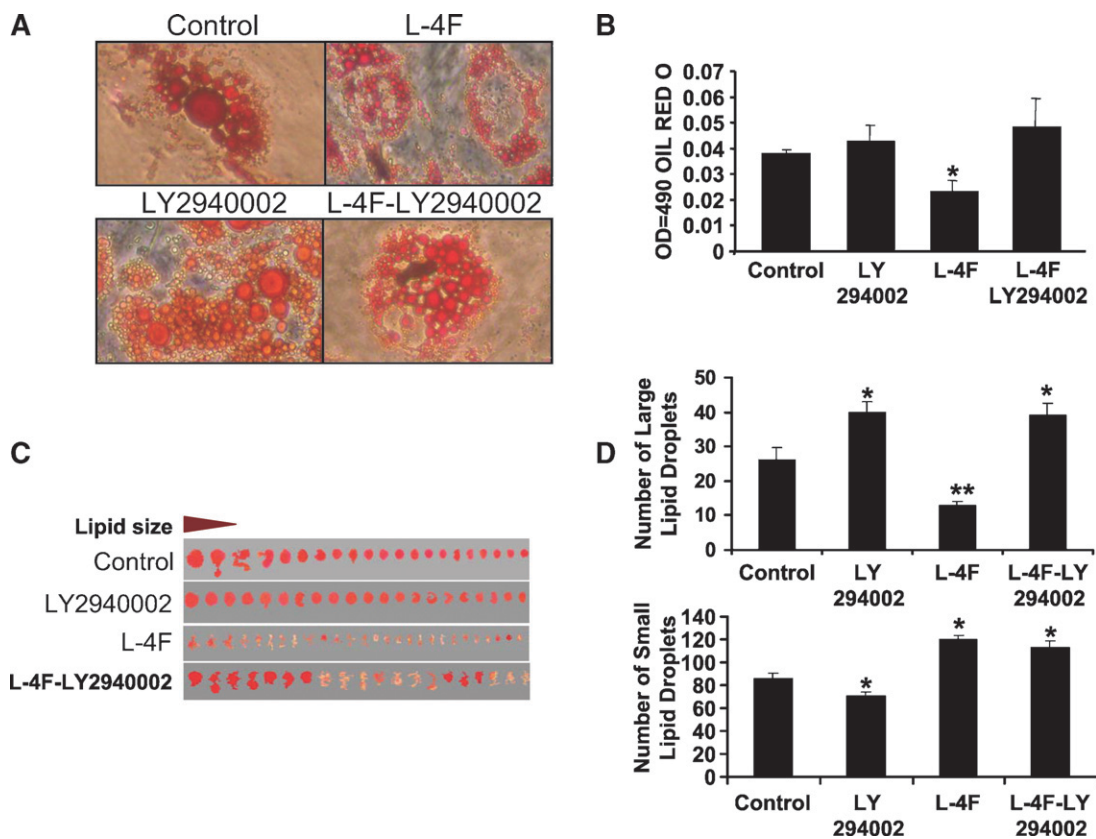 A
Control
L-4F
LY2940002
L-4F-LY2940002
B
OD=490 OIL RED O
0.07
0.06
0.05
0.04
0.03
0.02
0.01
0
*
Control
LY
294002
L-4F
L-4F
LY294002
C
Lipid size
Control
LY2940002
L-4F
L-4F-LY2940002
D
Number of Large
Lipid Droplets
50
40
30
20
10
0
*
**
*
Control
LY
294002
L-4F
L-4F-LY
294002
Number of Small
Lipid Droplets
140
120
100
80
60
40
20
0
*
*
*
Control
LY
294002
L-4F
L-4F-LY
294002